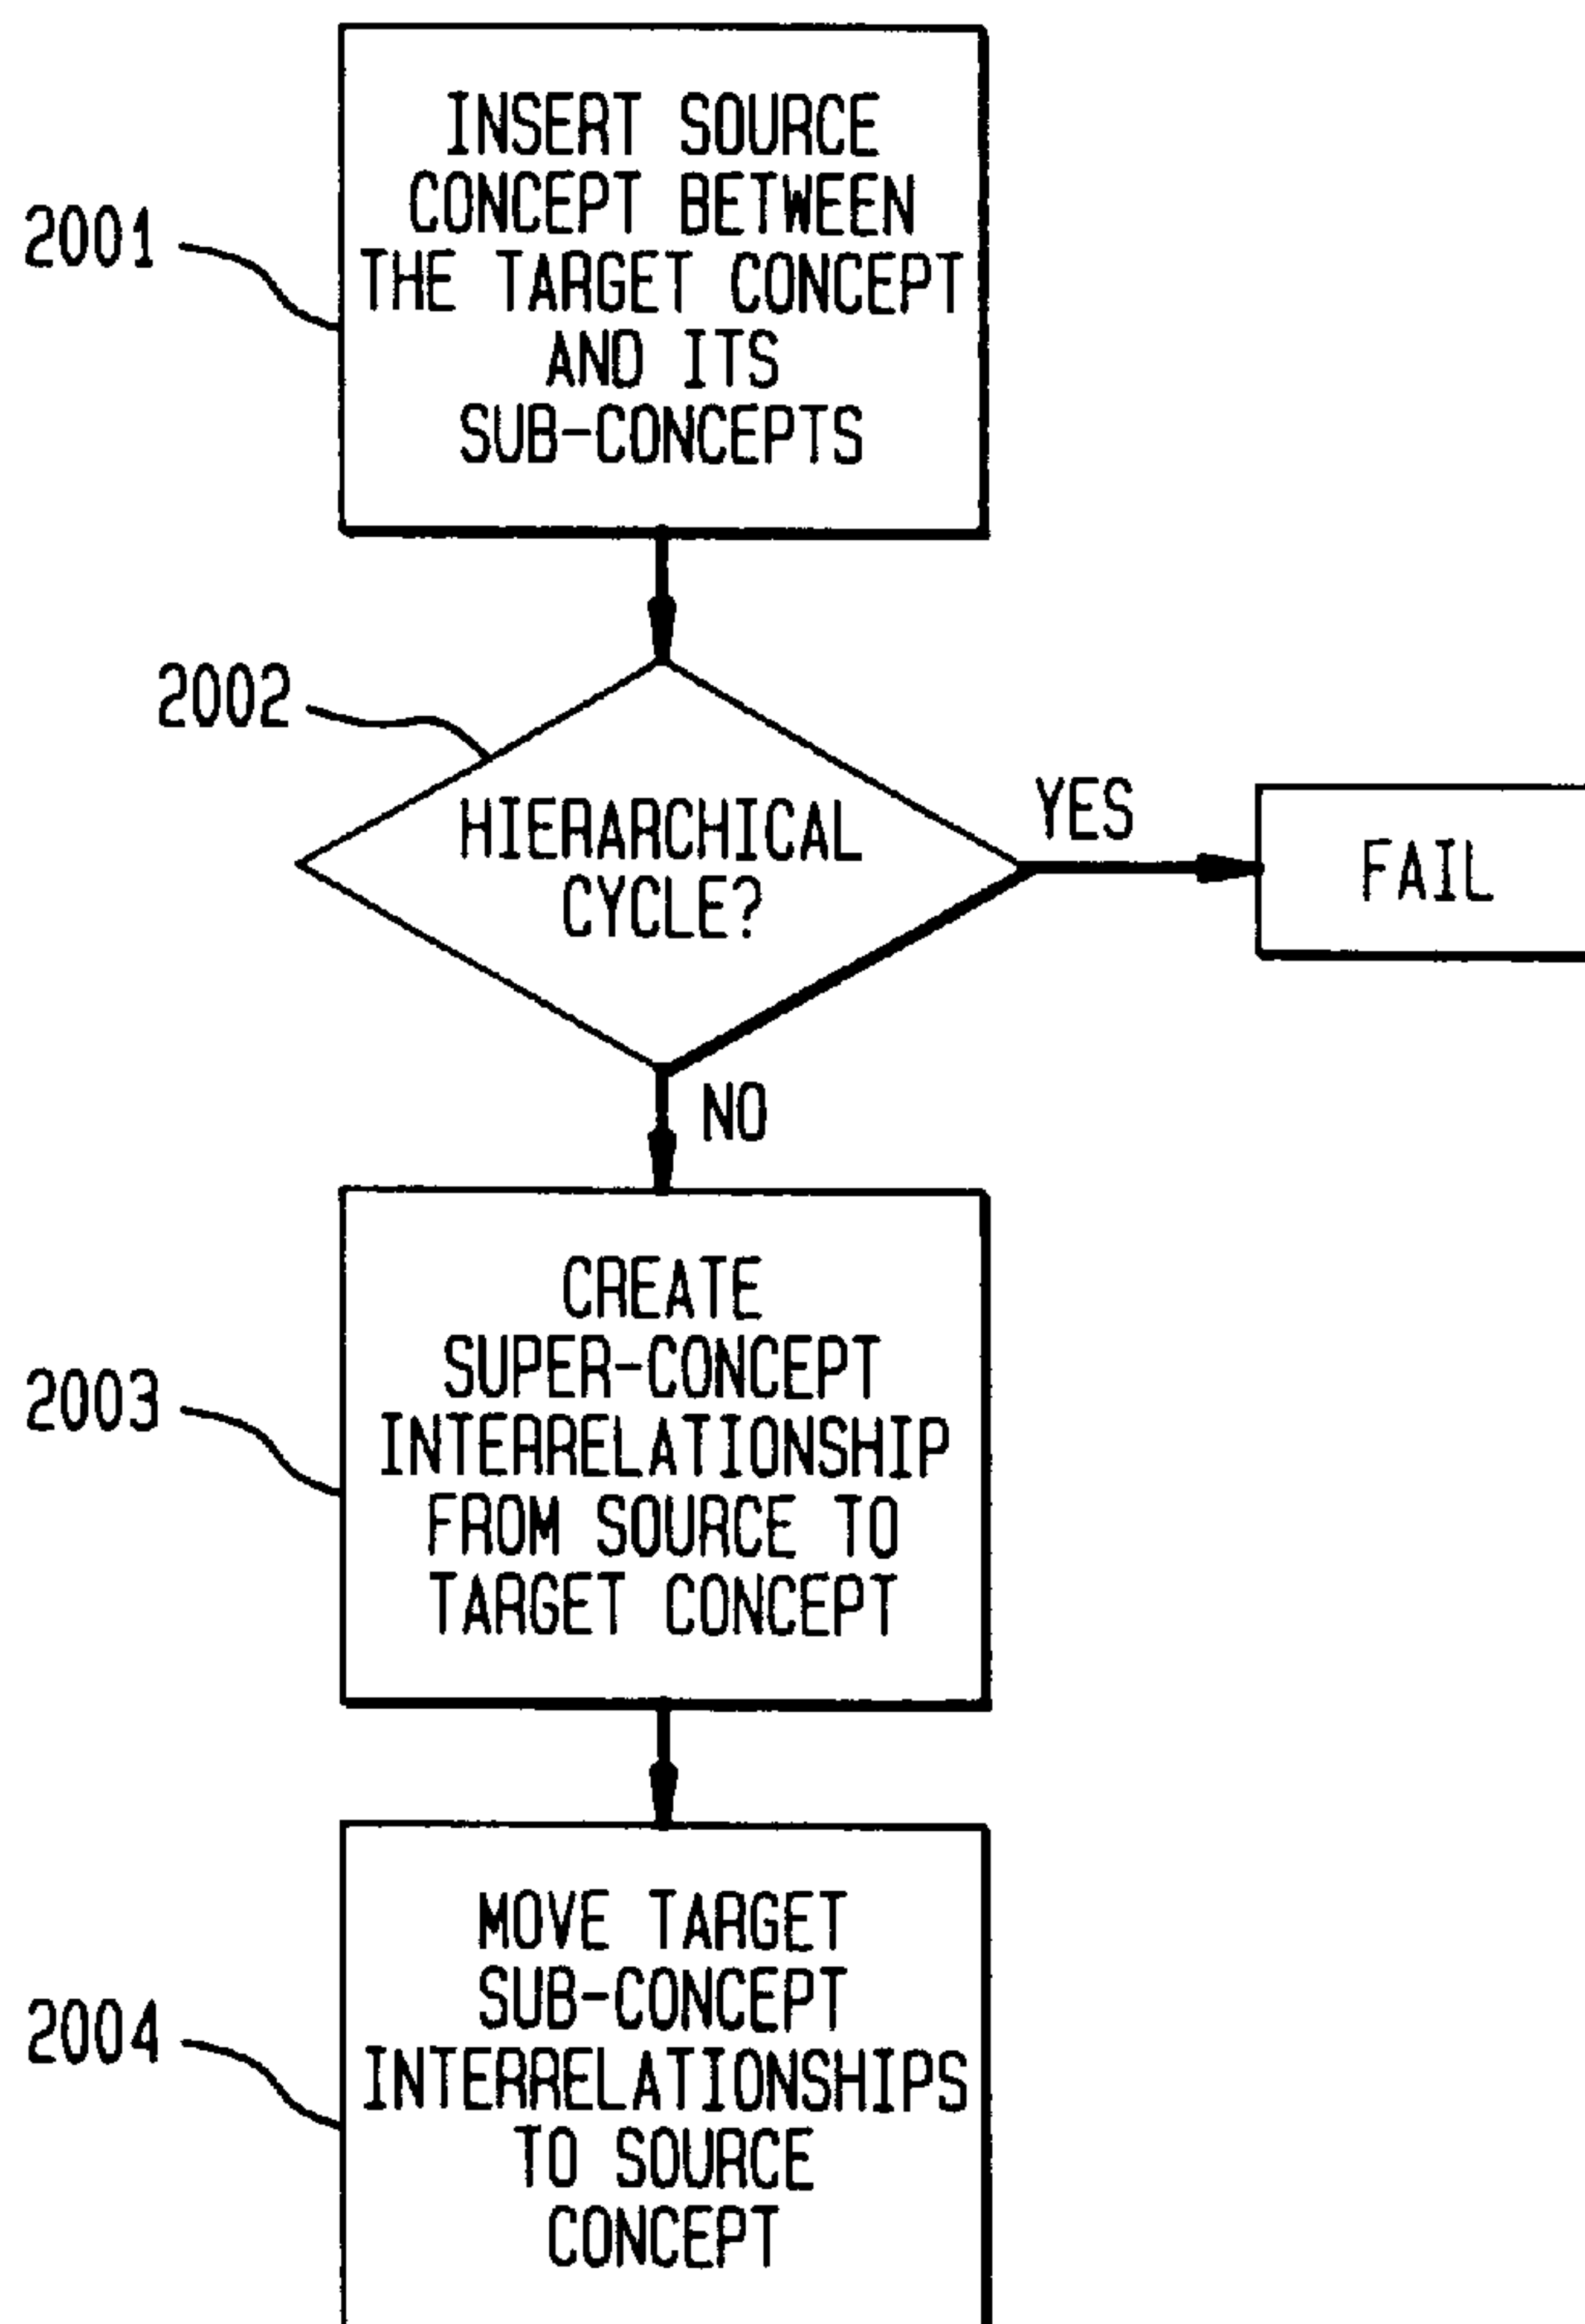 INSERT SOURCE
CONCEPT BETWEEN
THE TARGET CONCEPT
AND ITS
SUB-CONCEPTS
2001
2002
HIERARCHICAL
CYCLE?
YES
FAIL
NO
CREATE
SUPER-CONCEPT
INTERRELATIONSHIP
FROM SOURCE TO
TARGET CONCEPT
2003
MOVE TARGET
SUB-CONCEPT
INTERRELATIONSHIPS
TO SOURCE
CONCEPT
2004